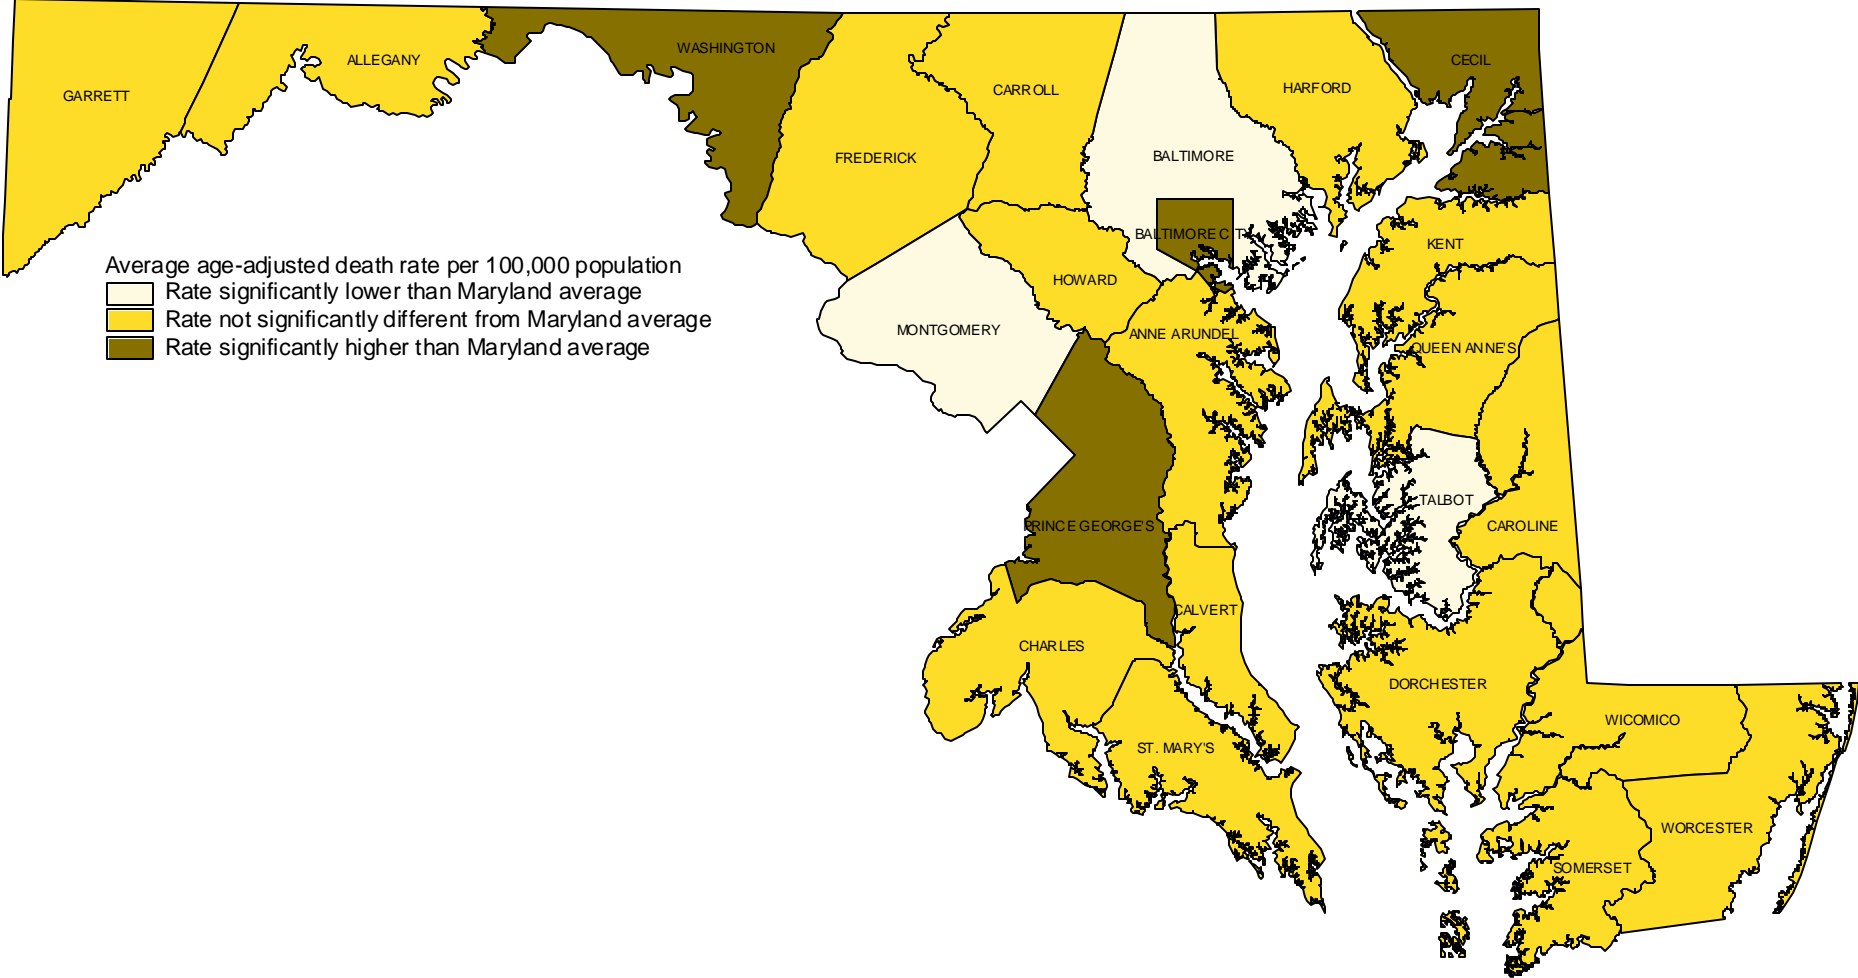 WASHINGTON
ALLEGANY
CECIL
GARRETT
CARROLL
HARFORD
FREDERICK
BALTIMORE
BALTIMORE CITY
KENT
Average age-adjusted death rate per 100,000 population
Rate significantly lower than Maryland average
Rate not significantly different from Maryland average
Rate significantly higher than Maryland average
HOWARD
MONTGOMERY
ANNE ARUNDEL
QUEEN ANNE'S
TALBOT
PRINCE GEORGE'S
CAROLINE
CALVERT
CHARLES
DORCHESTER
WICOMICO
ST. MARY'S
WORCESTER
SOMERSET